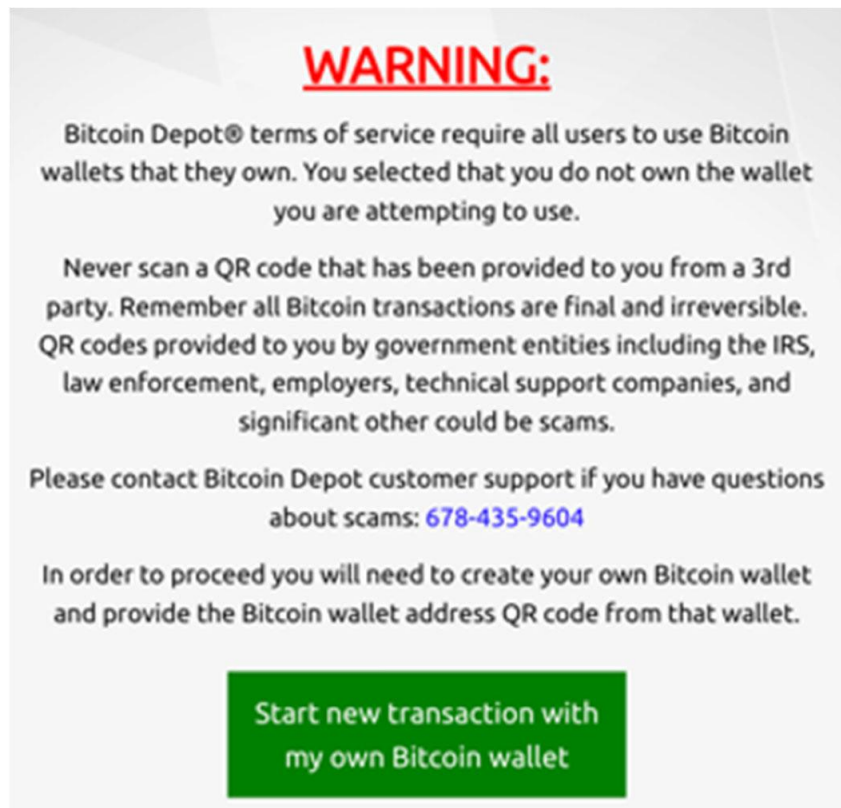 WARNING:
Bitcoin Depot® terms of service require all users to use Bitcoin
wallets that they own. You selected that you do not own the wallet
you are attempting to use.
Never scan a QR code that has been provided to you from a 3rd
party. Remember all Bitcoin transactions are final and irreversible.
QR codes provided to you by government entities including the IRS,
law enforcement, employers, technical support companies, and
significant other could be scams.
Please contact Bitcoin Depot customer support if you have questions
about scams: 678-435-9604
In order to proceed you will need to create your own Bitcoin wallet
and provide the Bitcoin wallet address QR code from that wallet.
Start new transaction with
my own Bitcoin wallet